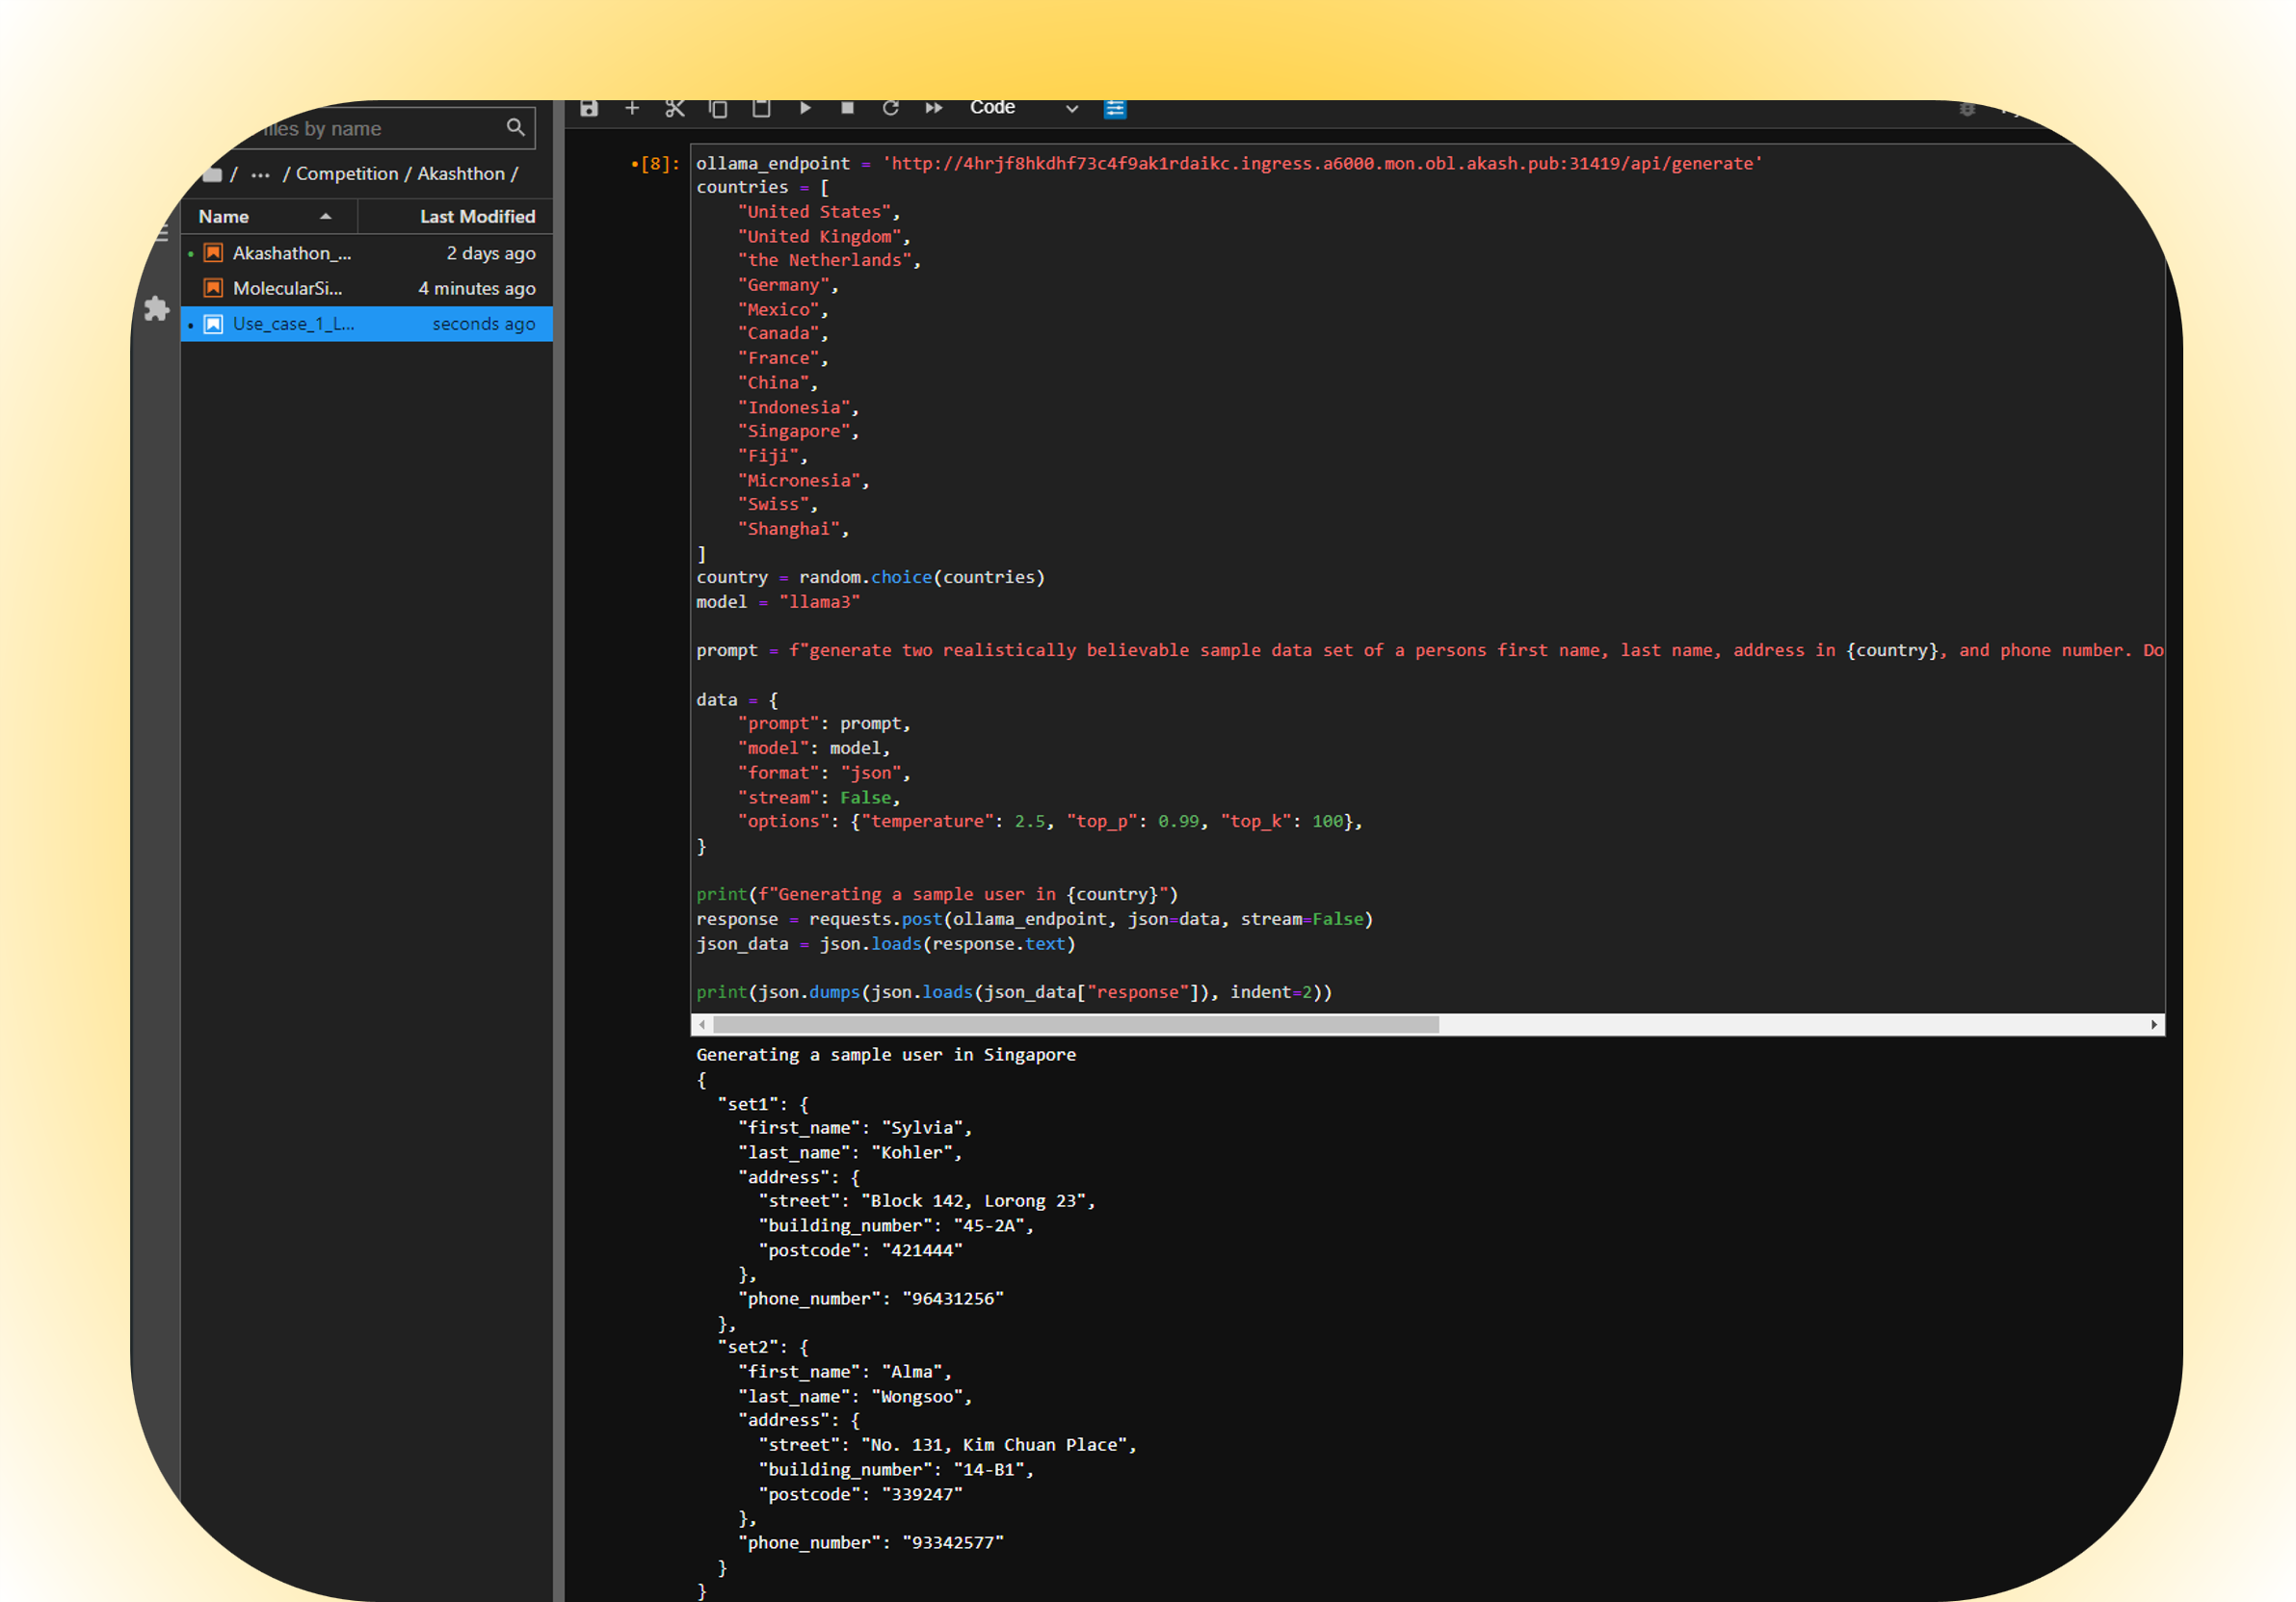 files by name
/ ··· / Competition / Akashthon /
Name Last Modified
Akashathon_... 2 days ago
MolecularSi... 4 minutes ago
Use_case_1_L... seconds ago
Code
[8]:
ollama_endpoint = 'http://4hrjf8hkdhf73c4f9ak1rdaikc.ingress.a6000.mon.obl.akash.pub:31419/api/generate'
countries = [
    "United States",
    "United Kingdom",
    "the Netherlands",
    "Germany",
    "Mexico",
    "Canada",
    "France",
    "China",
    "Indonesia",
    "Singapore",
    "Fiji",
    "Micronesia",
    "Swiss",
    "Shanghai",
]
country = random.choice(countries)
model = "llama3"
prompt = f"generate two realistically believable sample data set of a persons first name, last name, address in {country}, and phone number. Do
data = {
    "prompt": prompt,
    "model": model,
    "format": "json",
    "stream": False,
    "options": {"temperature": 2.5, "top_p": 0.99, "top_k": 100},
}
print(f"Generating a sample user in {country}")
response = requests.post(ollama_endpoint, json=data, stream=False)
json_data = json.loads(response.text)
print(json.dumps(json.loads(json_data["response"]), indent=2))
Generating a sample user in Singapore
{
  "set1": {
    "first_name": "Sylvia",
    "last_name": "Kohler",
    "address": {
      "street": "Block 142, Lorong 23",
      "building_number": "45-2A",
      "postcode": "421444"
    },
    "phone_number": "96431256"
  },
  "set2": {
    "first_name": "Alma",
    "last_name": "Wongsoo",
    "address": {
      "street": "No. 131, Kim Chuan Place",
      "building_number": "14-B1",
      "postcode": "339247"
    },
    "phone_number": "93342577"
  }
}